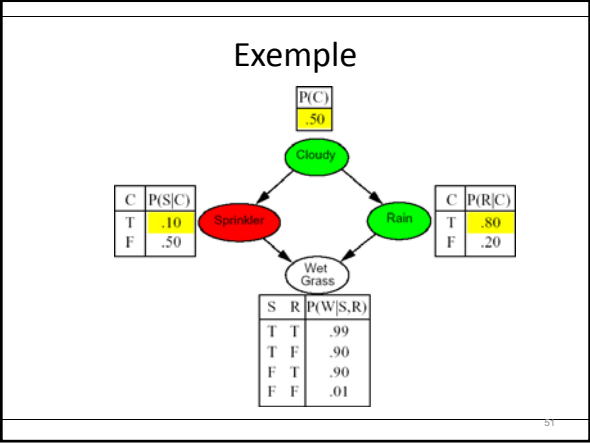 Exemple
P(C)
.50
Cloudy
C P(S|C)
T .10
F .50
Sprinkler
Rain
C P(R|C)
T .80
F .20
Wet
Grass
S R P(W|S,R)
T T .99
T F .90
F T .90
F F .01
51